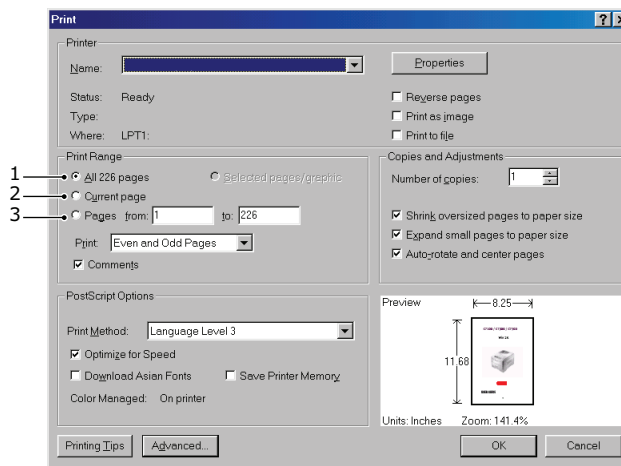 Print
Printer
Name:
Properties
Status: Ready
Reverse pages
Type:
Print as image
Where: LPT1:
Print to file
Print Range
1 All 226 pages
Selected pages/graphic
2 Current page
3 Pages from: 1 to: 226
Print: Even and Odd Pages
Comments
Copies and Adjustments
Number of copies: 1
Shrink oversized pages to paper size
Expand small pages to paper size
Auto-rotate and center pages
PostScript Options
Print Method: Language Level 3
Optimize for Speed
Download Asian Fonts
Save Printer Memory
Color Managed: On printer
Preview
8.25
11.68
Units: Inches Zoom: 141.4%
Printing Tips
Advanced...
OK
Cancel